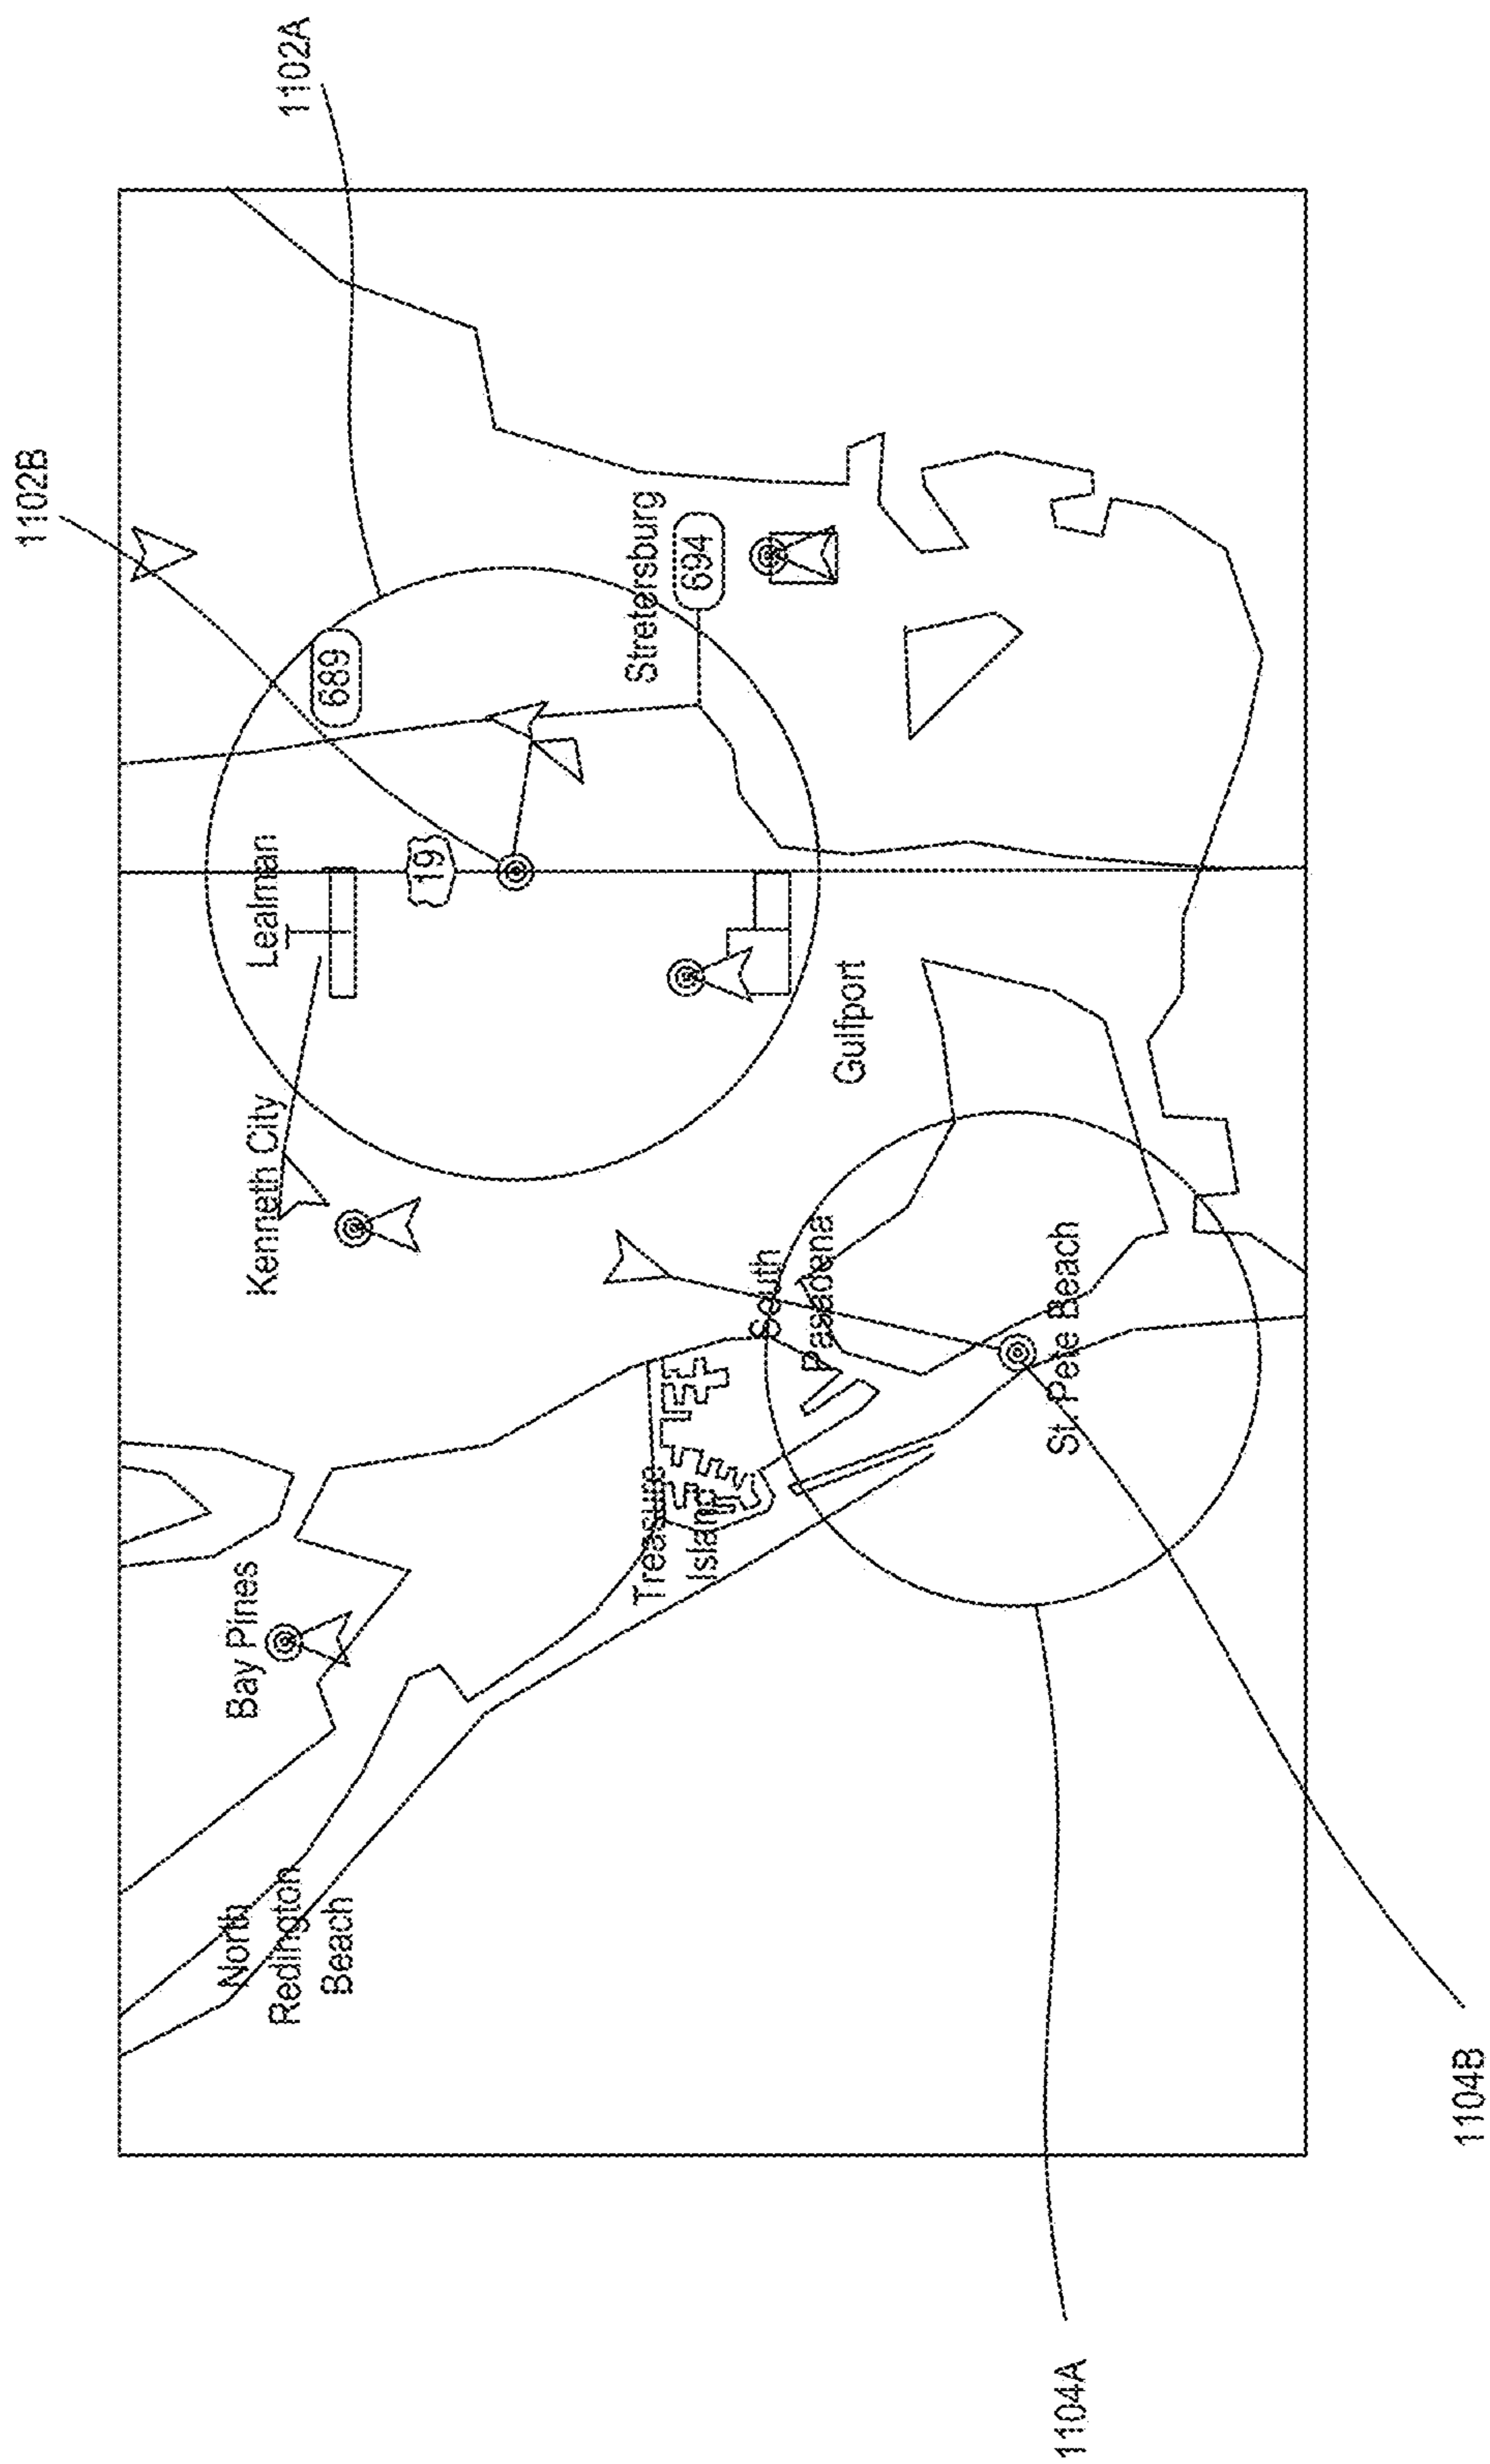 1102B
1102A
689
19
Lealman
Stretersburg
694
Kenneth City
Gulfport
Bay Pines
South
Pasadena
St. Pete Beach
Treasure
Island
North
Redington
Beach
1104A
1104B